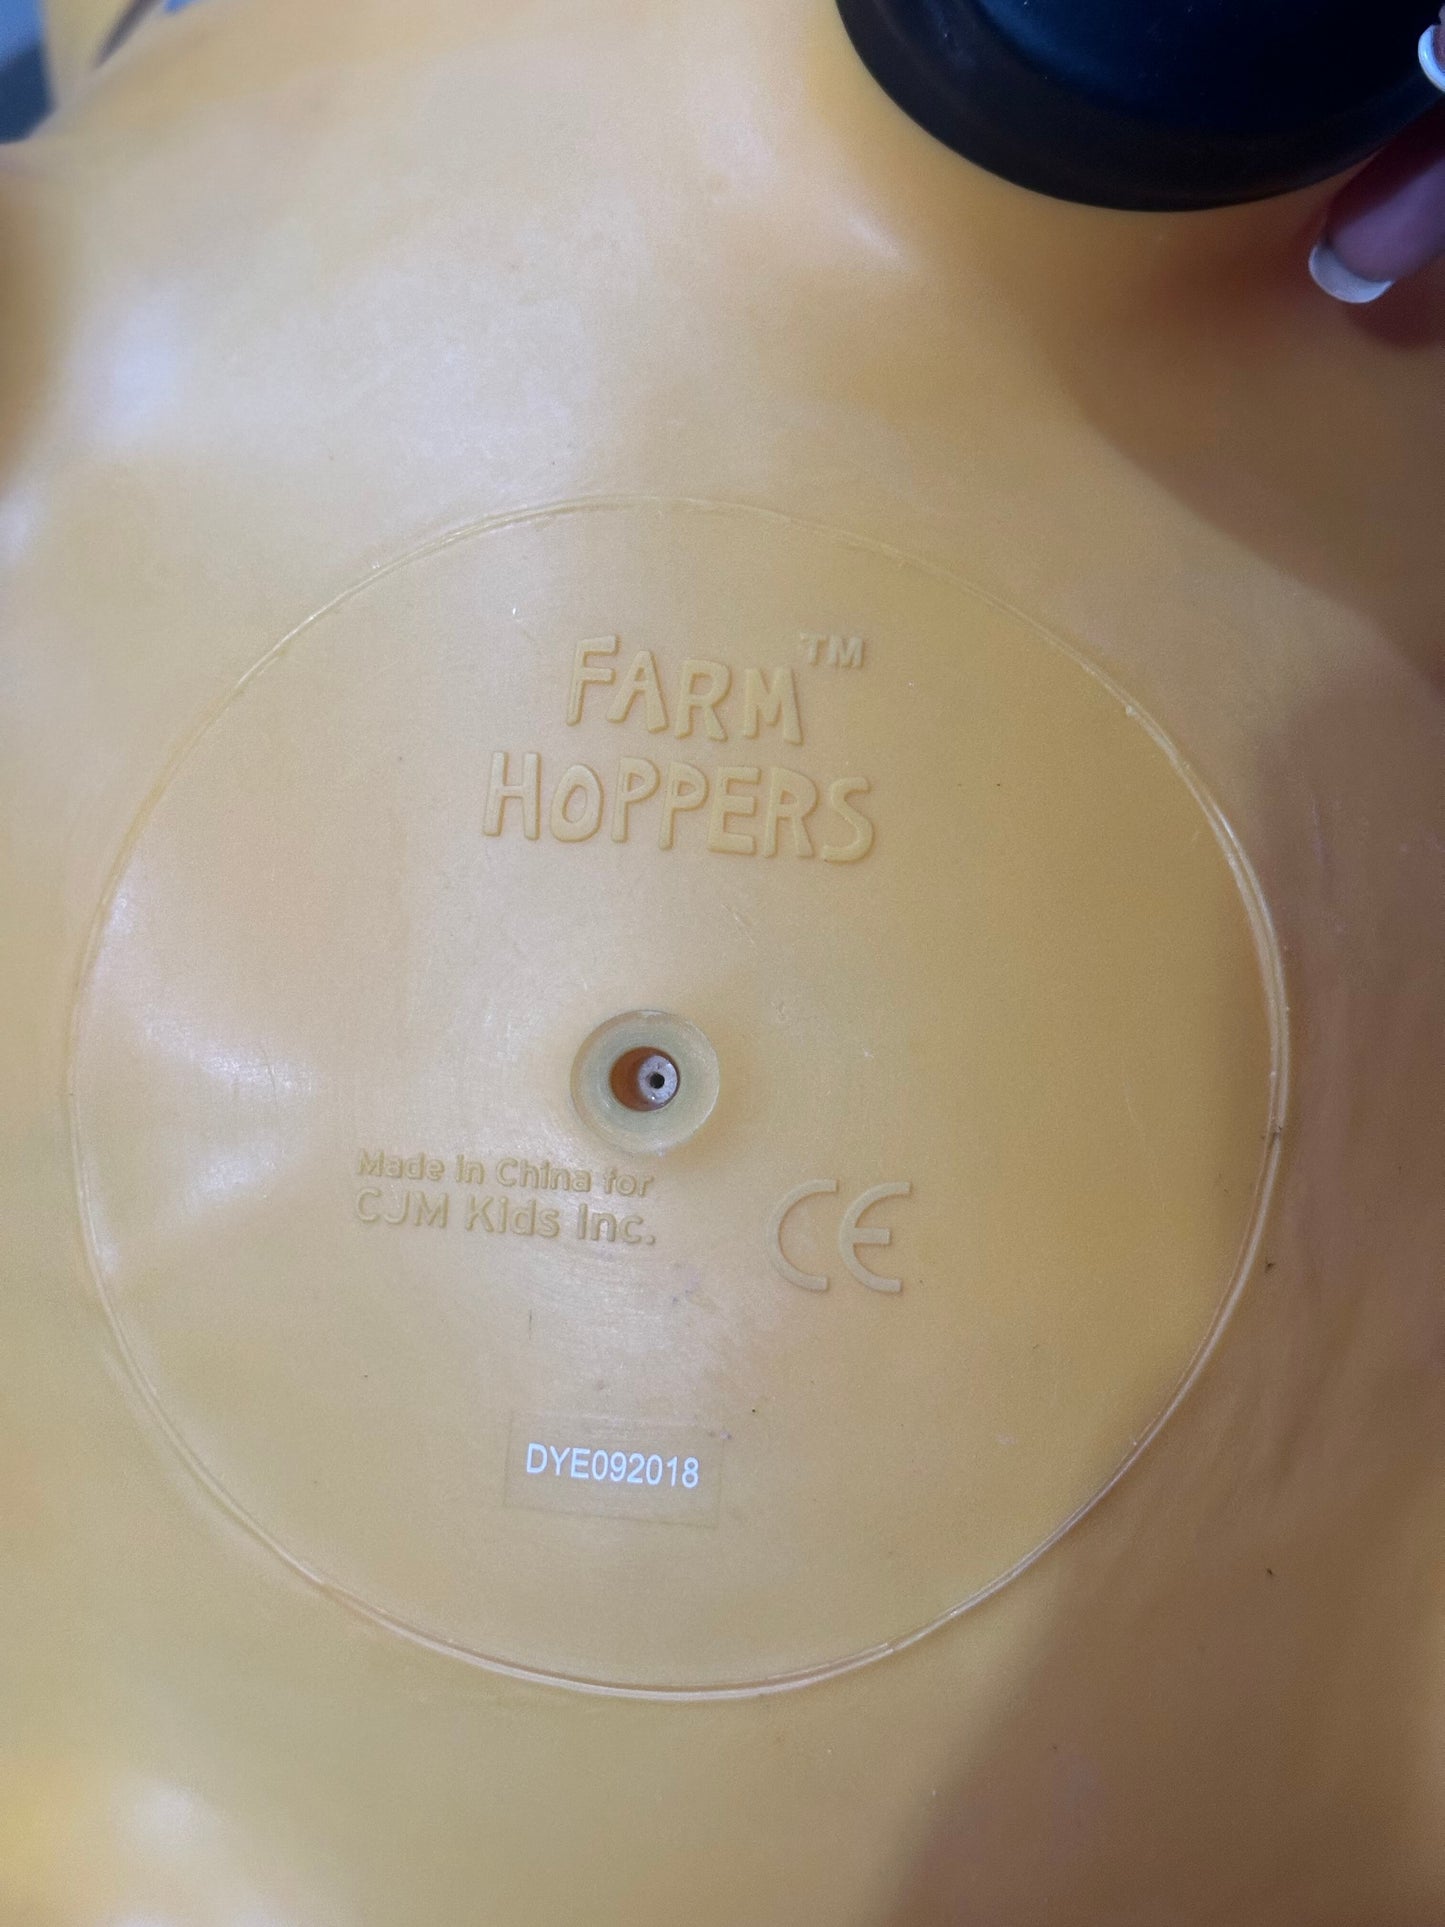 FARM™
HOPPERS
Made in China for
CJM Kids Inc.
CE
DYE092018